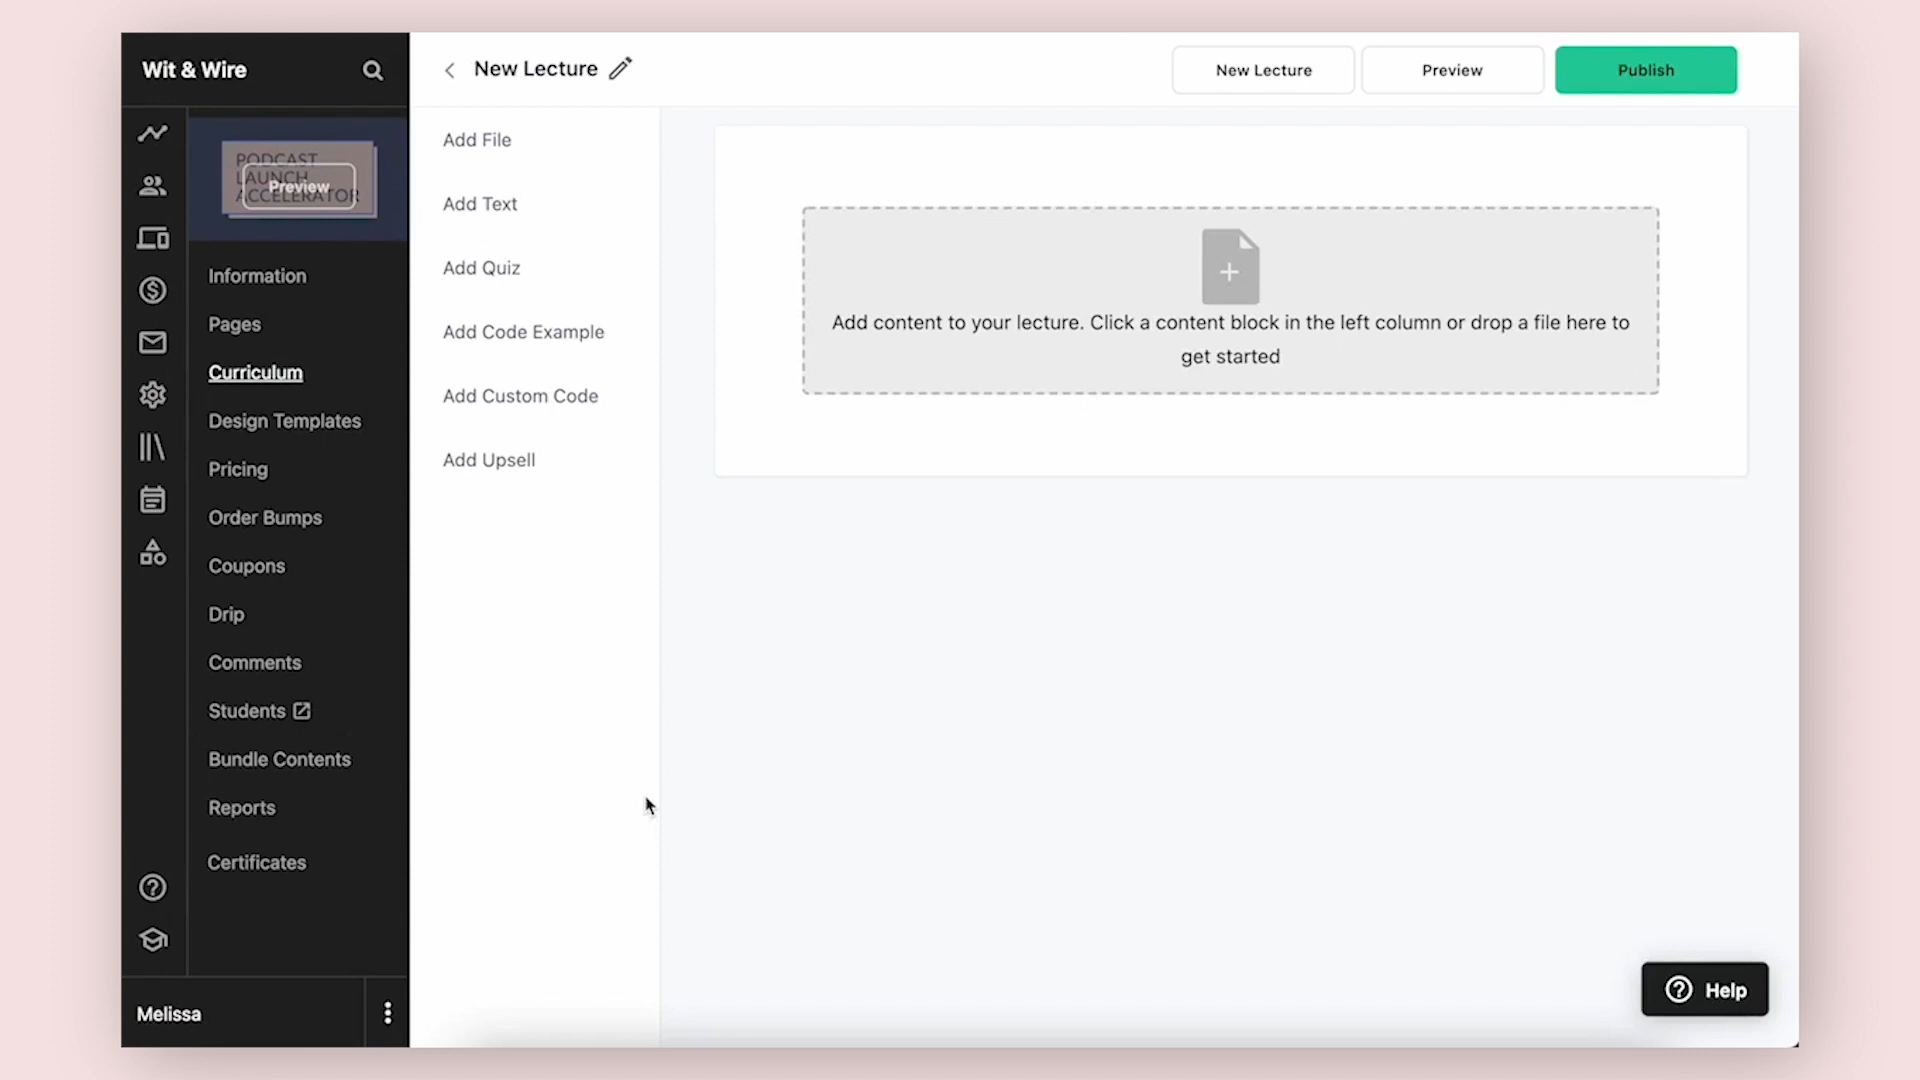 Wit & Wire
New Lecture
New Lecture
Preview
Publish
PODCAST
LAUNCH
ACCELERATOR
Preview
Information
Pages
Curriculum
Design Templates
Pricing
Order Bumps
Coupons
Drip
Comments
Students
Bundle Contents
Reports
Certificates
Melissa
Add File
Add Text
Add Quiz
Add Code Example
Add Custom Code
Add Upsell
Add content to your lecture. Click a content block in the left column or drop a file here to
get started
Help